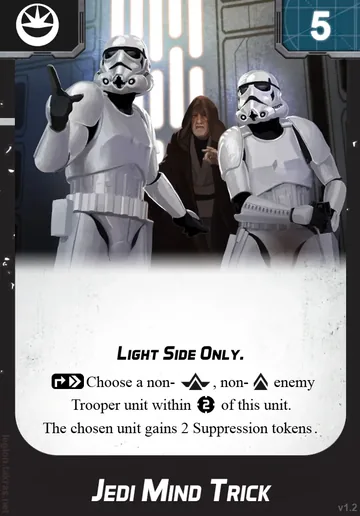 5
LIGHT SIDE ONLY.
Choose a non- , non- enemy
Trooper unit within 2 of this unit.
The chosen unit gains 2 Suppression tokens.
JEDI MIND TRICK
v1.2